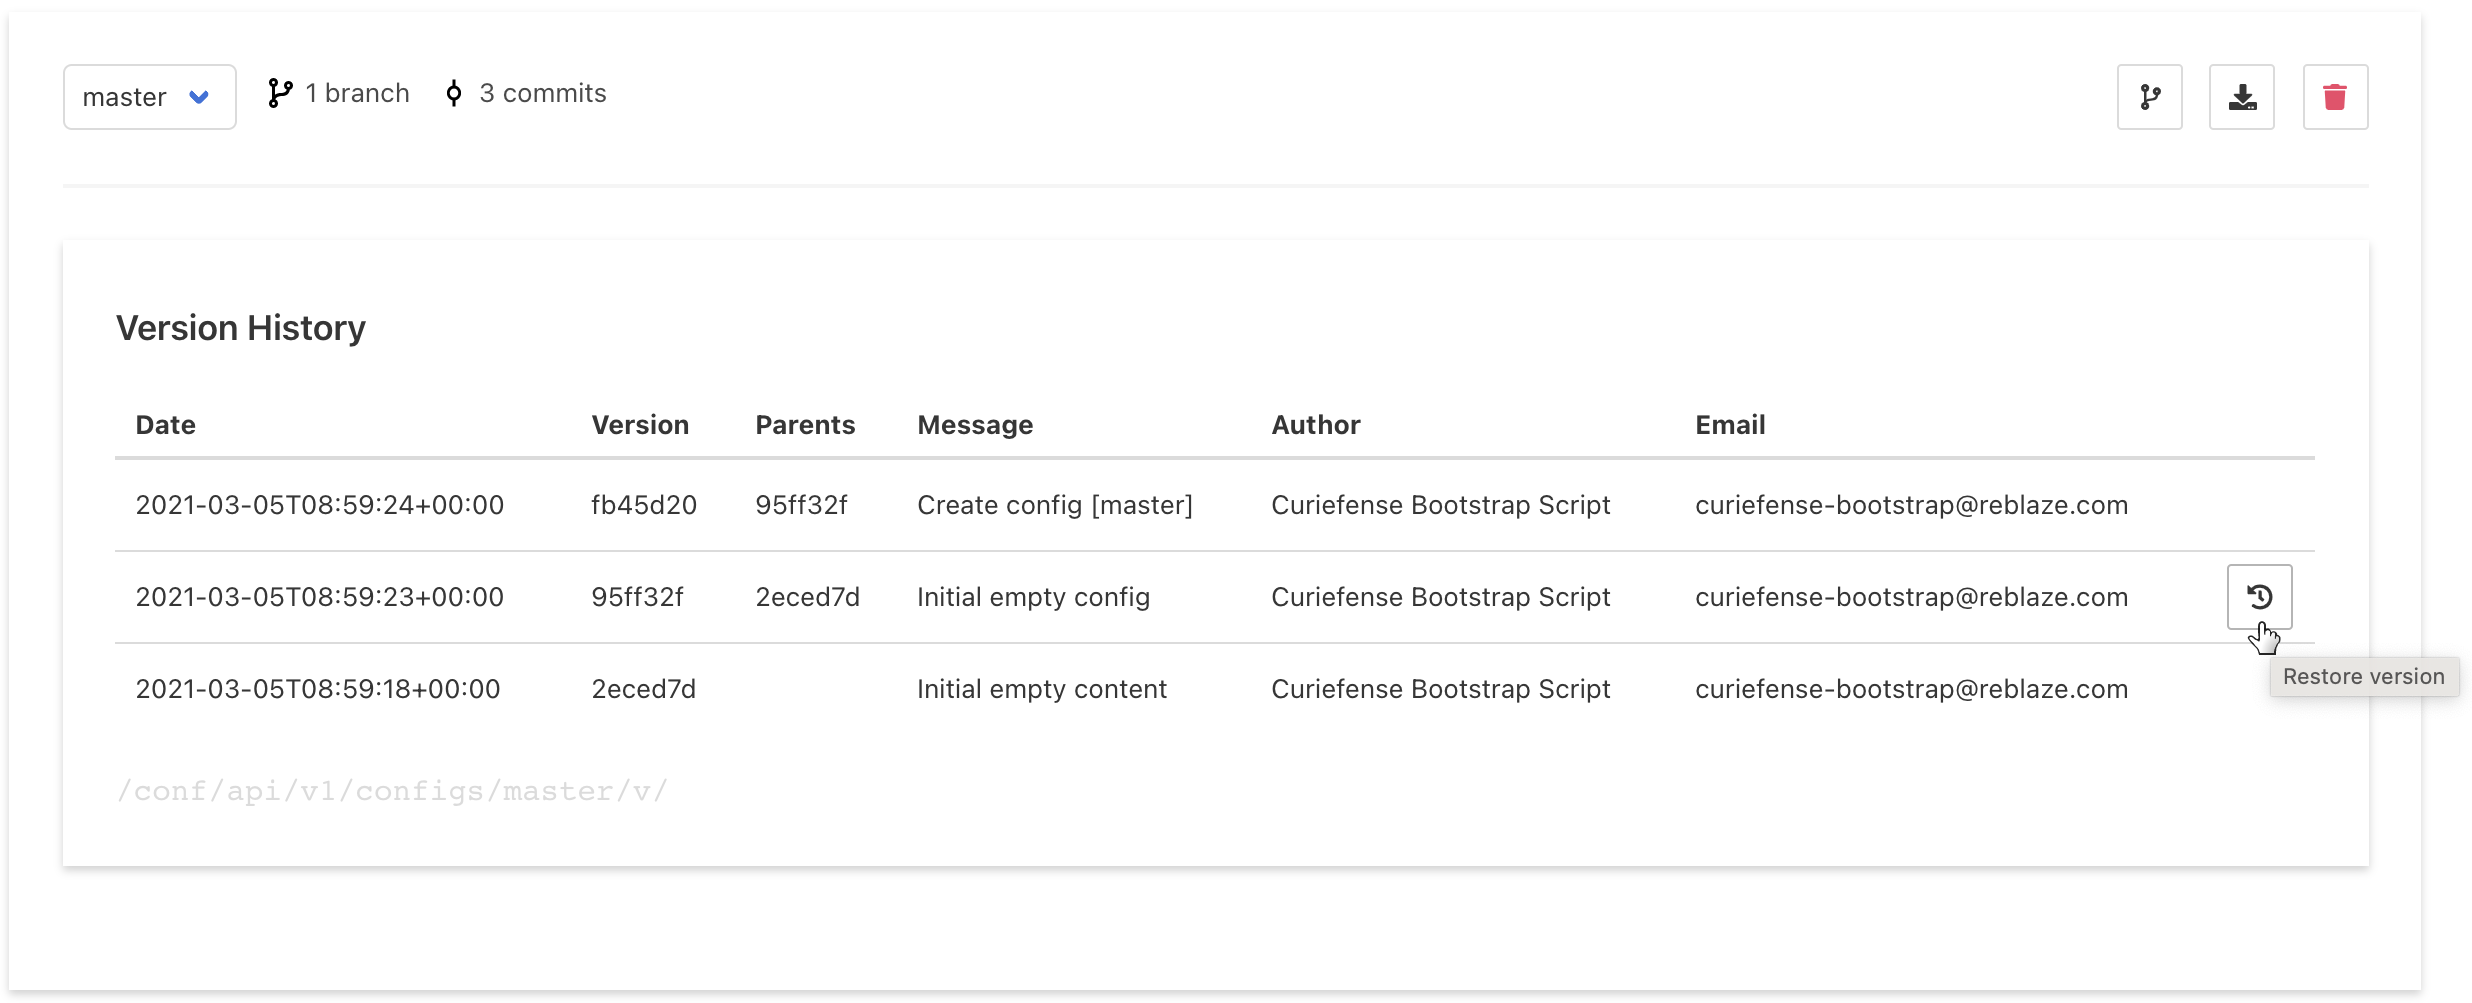 master 1 branch 3 commits
Version History
Date Version Parents Message Author Email
2021-03-05T08:59:24+00:00 fb45d20 95ff32f Create config [master] Curiefense Bootstrap Script curiefense-bootstrap@reblaze.com
2021-03-05T08:59:23+00:00 95ff32f 2eced7d Initial empty config Curiefense Bootstrap Script curiefense-bootstrap@reblaze.com
Restore version
2021-03-05T08:59:18+00:00 2eced7d Initial empty content Curiefense Bootstrap Script curiefense-bootstrap@reblaze.com
/conf/api/v1/configs/master/v/